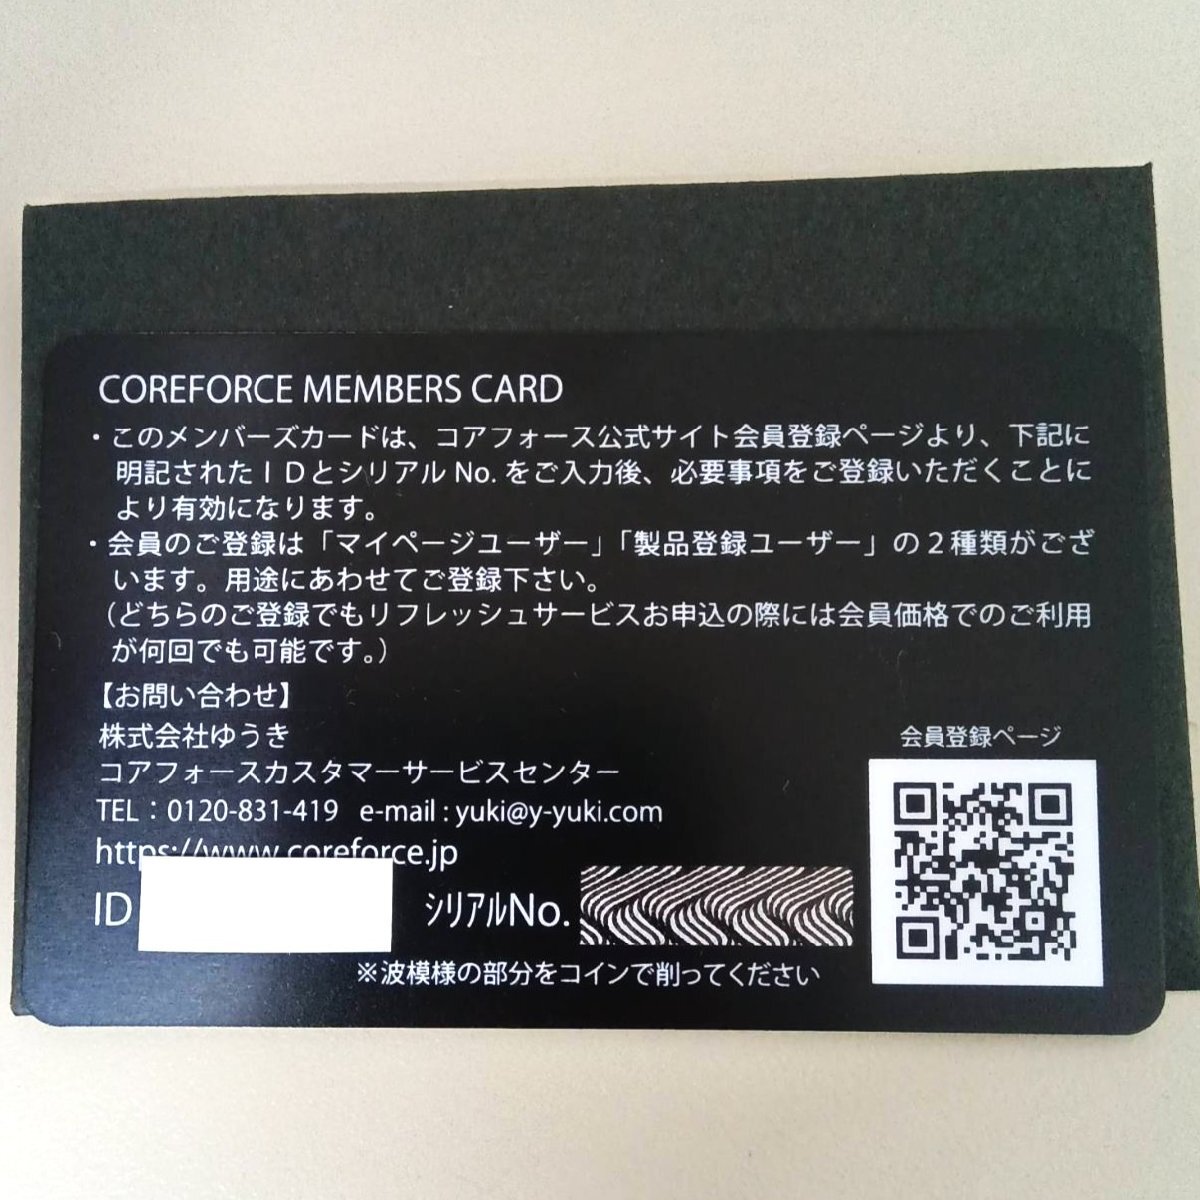 COREFORCE MEMBERS CARD
・このメンバーズカードは、コアフォース公式サイト会員登録ページより、下記に
明記されたＩＤとシリアル No. をご入力後、必要事項をご登録いただくことに
より有効になります。
・会員のご登録は「マイページユーザー」「製品登録ユーザー」の２種類がござ
います。用途にあわせてご登録下さい。
（どちらのご登録でもリフレッシュサービスお申込の際には会員価格でのご利用
が何回でも可能です。）
【お問い合わせ】
株式会社ゆうき
コアフォースカスタマーサービスセンター
TEL：0120-831-419 e-mail : yuki@y-yuki.com
https://www.coreforce.jp
ID シリアルNo.
※波模様の部分をコインで削ってください
会員登録ページ